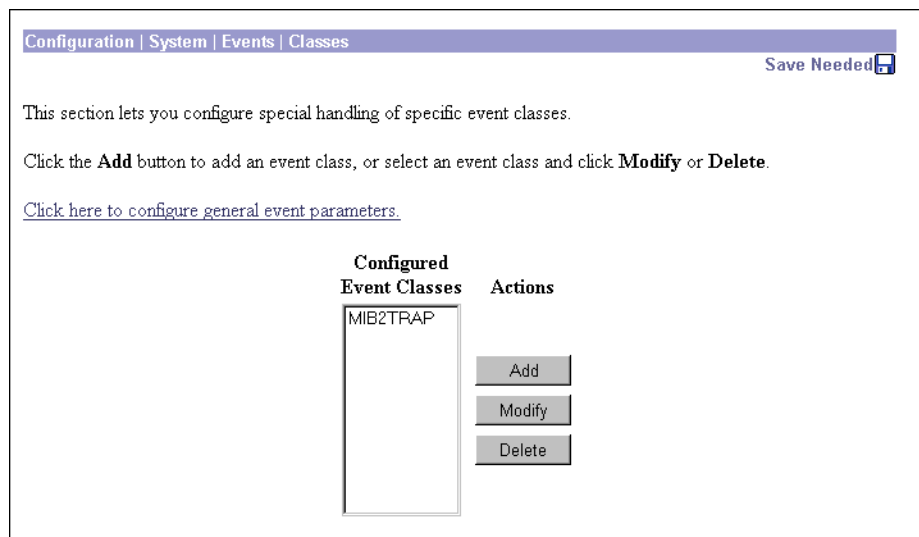 Configuration | System | Events | Classes
Save Needed
This section lets you configure special handling of specific event classes.
Click the Add button to add an event class, or select an event class and click Modify or Delete.
Click here to configure general event parameters.
Configured
Event Classes
Actions
MIB2TRAP
Add
Modify
Delete